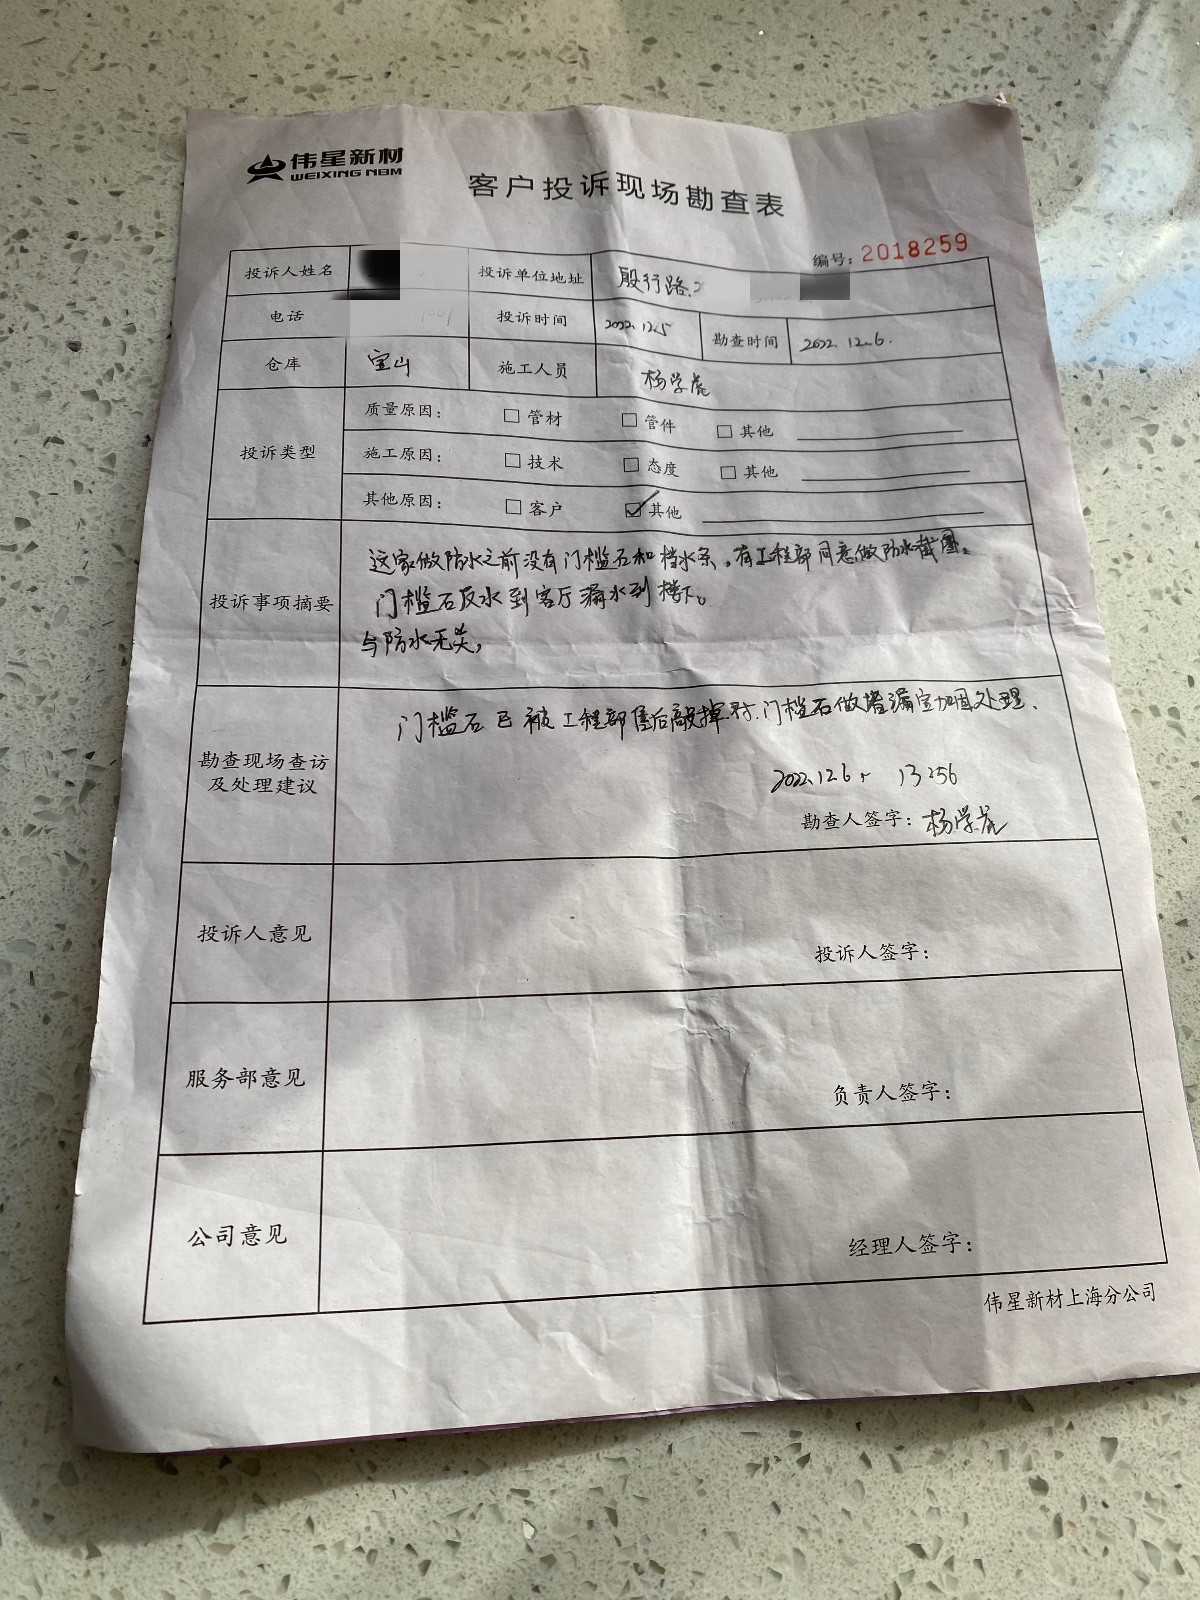 伟星新材
WEIXING NBM
客户投诉现场勘查表
编号：2018259
投诉人姓名 投诉单位地址 殷行路
电话 投诉时间 2022.12.5 勘查时间 2022.12.6.
仓库 宝山 施工人员 杨学虎
投诉类型
质量原因： □ 管材 □ 管件 □ 其他
施工原因： □ 技术 □ 态度 □ 其他
其他原因： □ 客户 ☑ 其他
投诉事项摘要
这家做防水之前没有门槛石和档水条，有工程部同意做防水截图。
门槛石反水到客厅漏水到楼下。
与防水无关，
勘查现场查访
及处理建议
门槛石已被工程部售后敲掉 门槛石做堵漏宝加固处理.
2022.12.6 13:56
勘查人签字：杨学虎
投诉人意见
投诉人签字：
服务部意见
负责人签字：
公司意见
经理人签字：
伟星新材上海分公司